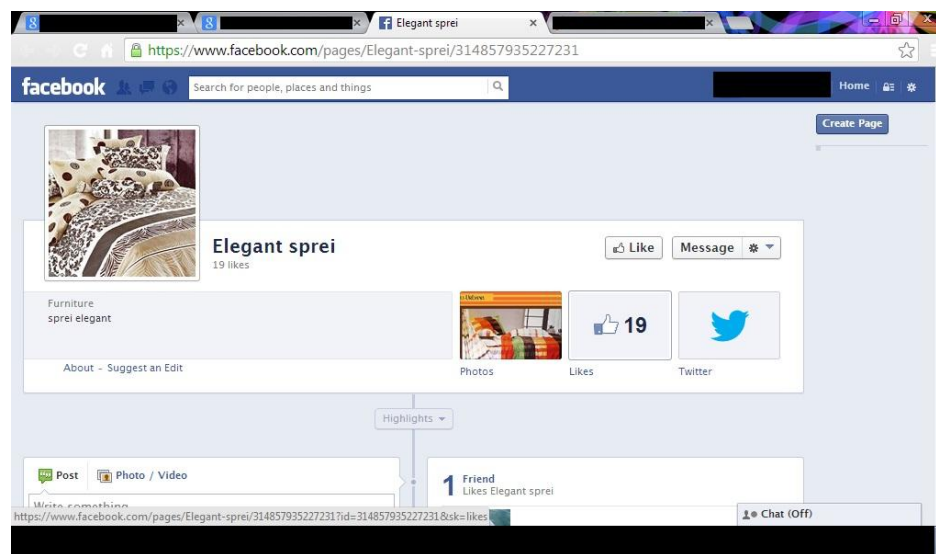 Elegant sprei
https://www.facebook.com/pages/Elegant-sprei/314857935227231
facebook
Search for people, places and things
Home
Create Page
Elegant sprei
19 likes
Like
Message
Furniture
sprei elegant
19
About - Suggest an Edit
Photos
Likes
Twitter
Highlights
Post
Photo / Video
Write something
1 Friend
Likes Elegant sprei
https://www.facebook.com/pages/Elegant-sprei/314857935227231?id=314857935227231&sk=likes
Chat (Off)